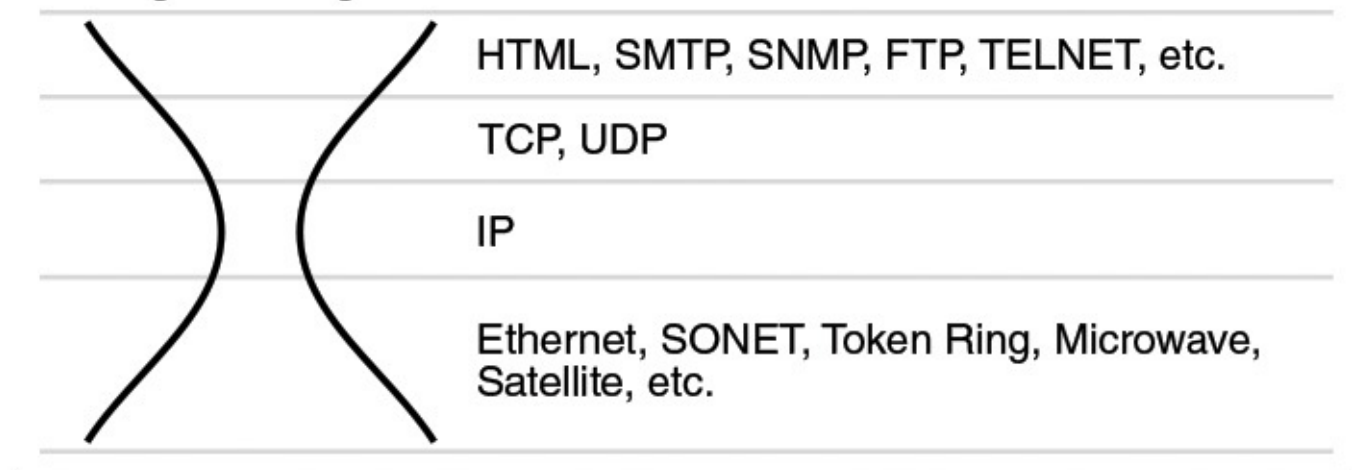 HTML, SMTP, SNMP, FTP, TELNET, etc.
TCP, UDP
IP
Ethernet, SONET, Token Ring, Microwave,
Satellite, etc.